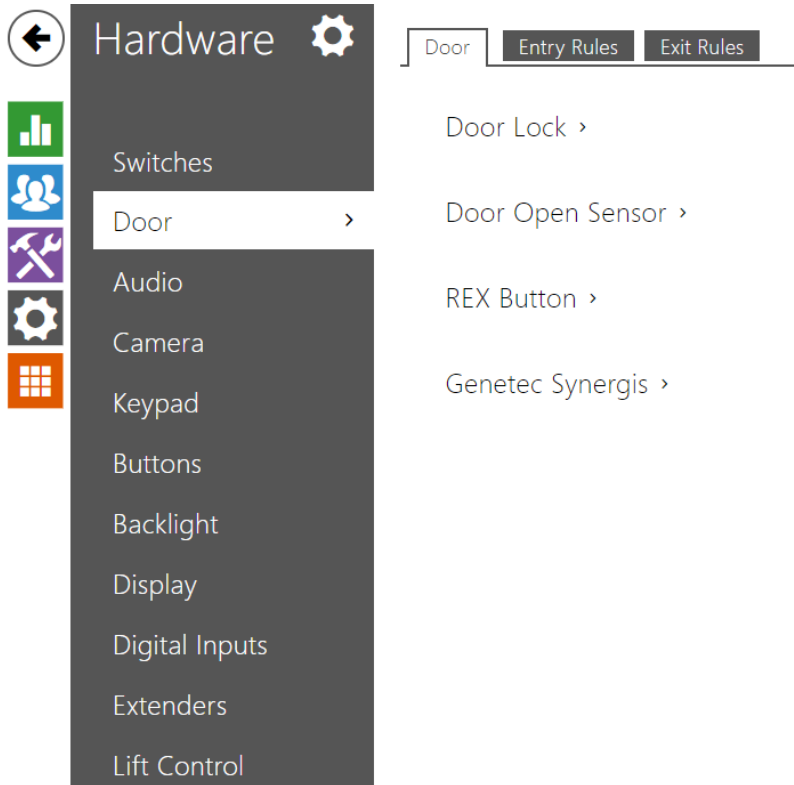 Hardware
Switches
Door
Audio
Camera
Keypad
Buttons
Backlight
Display
Digital Inputs
Extenders
Lift Control
Door Entry Rules Exit Rules
Door Lock ›
Door Open Sensor ›
REX Button ›
Genetec Synergis ›